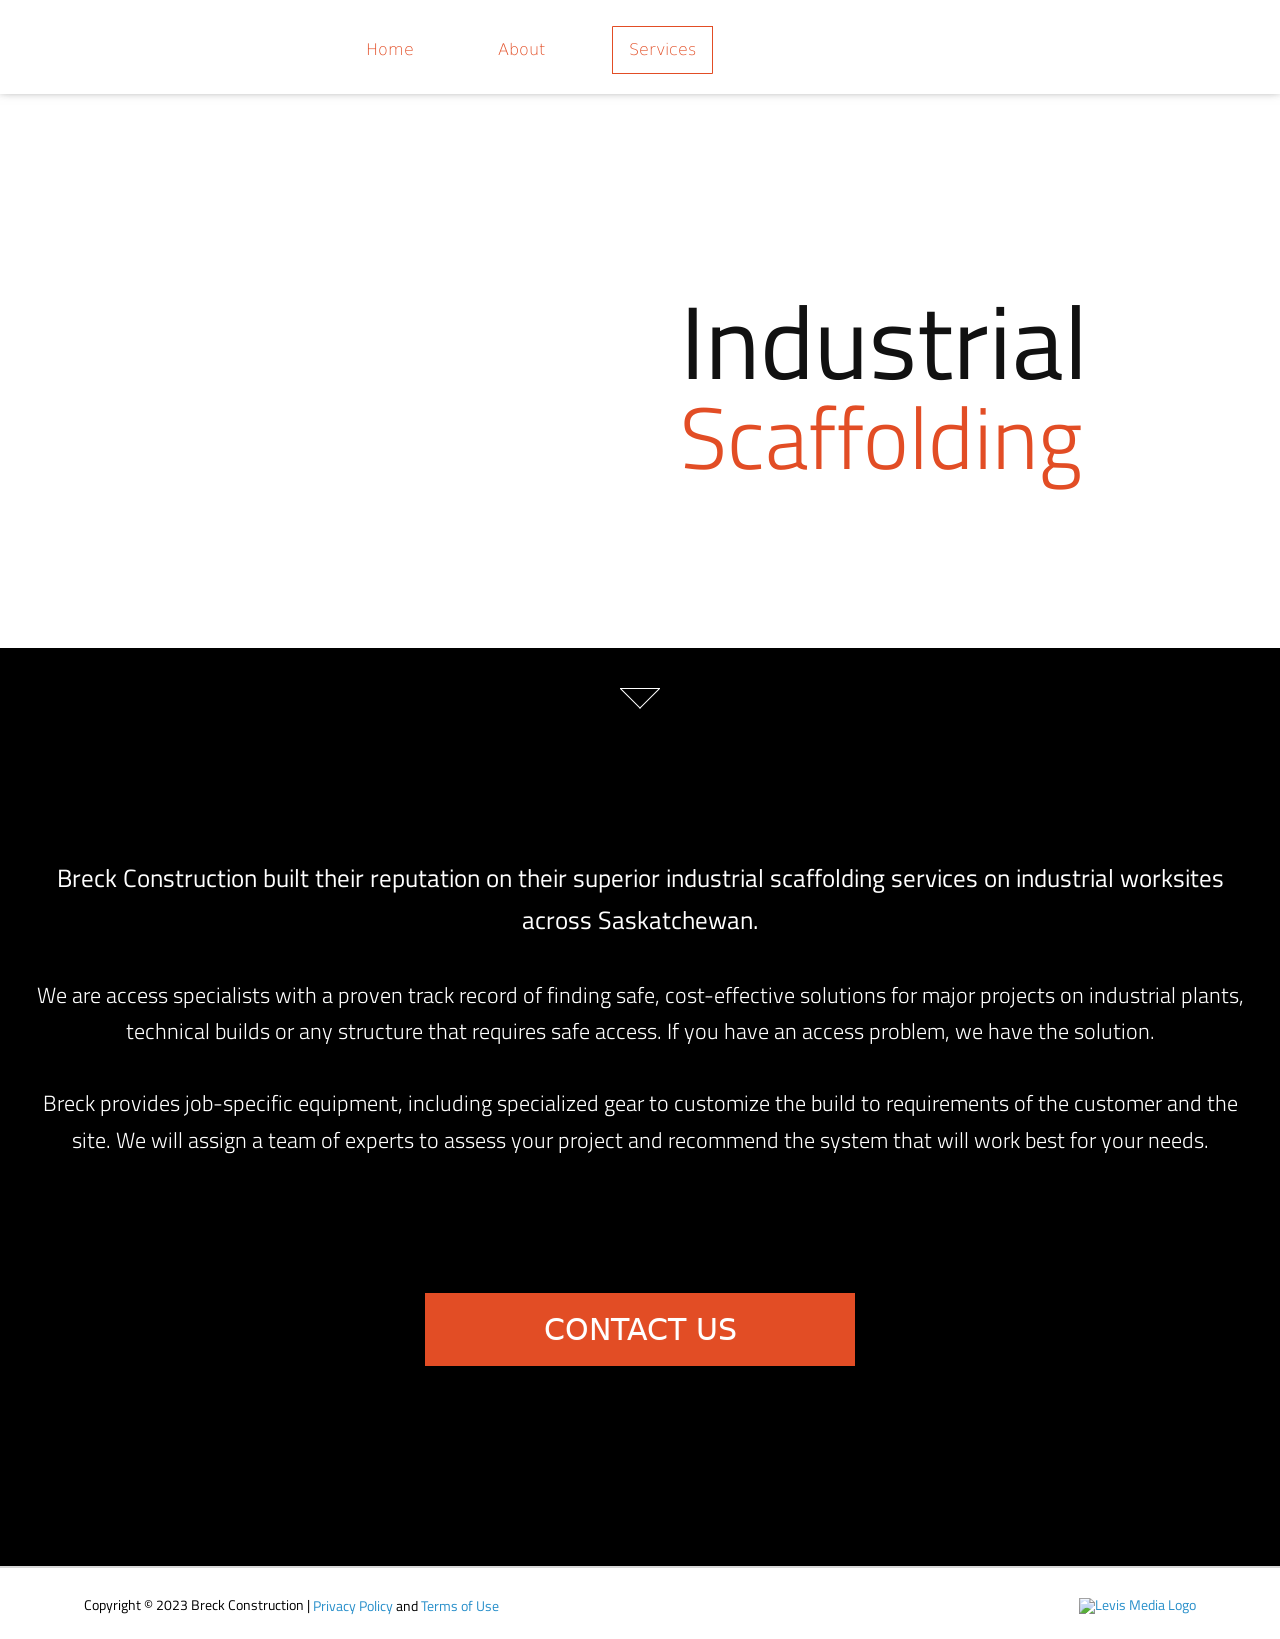 Home
About
Services
Industrial
Scaffolding
Breck Construction built their reputation on their superior industrial scaffolding services on industrial worksites
across Saskatchewan.
We are access specialists with a proven track record of finding safe, cost-effective solutions for major projects on industrial plants,
technical builds or any structure that requires safe access. If you have an access problem, we have the solution.
Breck provides job-specific equipment, including specialized gear to customize the build to requirements of the customer and the
site. We will assign a team of experts to assess your project and recommend the system that will work best for your needs.
CONTACT US
Copyright © 2023 Breck Construction | Privacy Policy and Terms of Use
Levis Media Logo